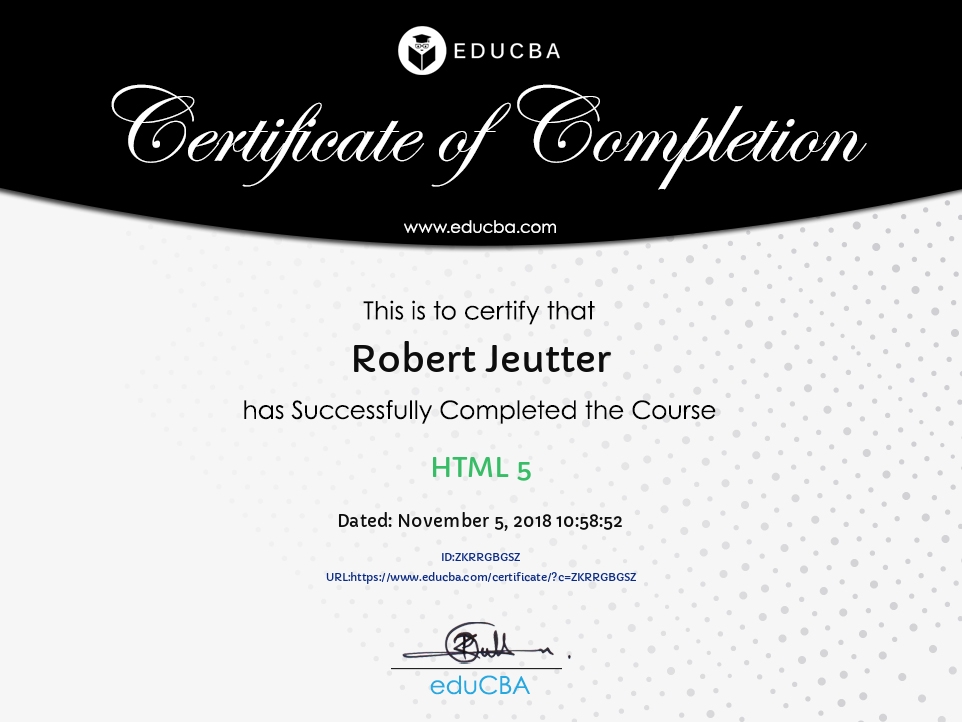 EDUCBA
Certificate of Completion
www.educba.com
This is to certify that
Robert Jeutter
has Successfully Completed the Course
HTML 5
Dated: November 5, 2018 10:58:52
ID:ZKRRGBGSZ
URL:https://www.educba.com/certificate/?c=ZKRRGBGSZ
eduCBA